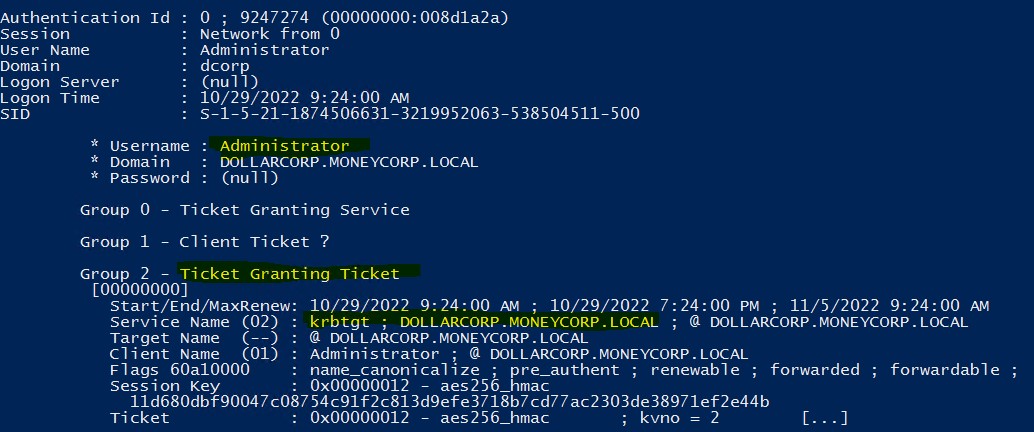 Authentication Id : 0 ; 9247274 (00000000:008d1a2a)
Session : Network from 0
User Name : Administrator
Domain : dcorp
Logon Server : (null)
Logon Time : 10/29/2022 9:24:00 AM
SID : S-1-5-21-1874506631-3219952063-538504511-500
* Username : Administrator
* Domain : DOLLARCORP.MONEYCORP.LOCAL
* Password : (null)
Group 0 - Ticket Granting Service
Group 1 - Client Ticket ?
Group 2 - Ticket Granting Ticket
[00000000]
Start/End/MaxRenew: 10/29/2022 9:24:00 AM ; 10/29/2022 7:24:00 PM ; 11/5/2022 9:24:00 AM
Service Name (02) : krbtgt ; DOLLARCORP.MONEYCORP.LOCAL ; @ DOLLARCORP.MONEYCORP.LOCAL
Target Name (--) : @ DOLLARCORP.MONEYCORP.LOCAL
Client Name (01) : Administrator ; @ DOLLARCORP.MONEYCORP.LOCAL
Flags 60a10000 : name_canonicalize ; pre_authent ; renewable ; forwarded ; forwardable ;
Session Key : 0x00000012 - aes256_hmac
11d680dbf90047c08754c91f2c813d9efe3718b7cd77ac2303de38971ef2e44b
Ticket : 0x00000012 - aes256_hmac ; kvno = 2 [...]